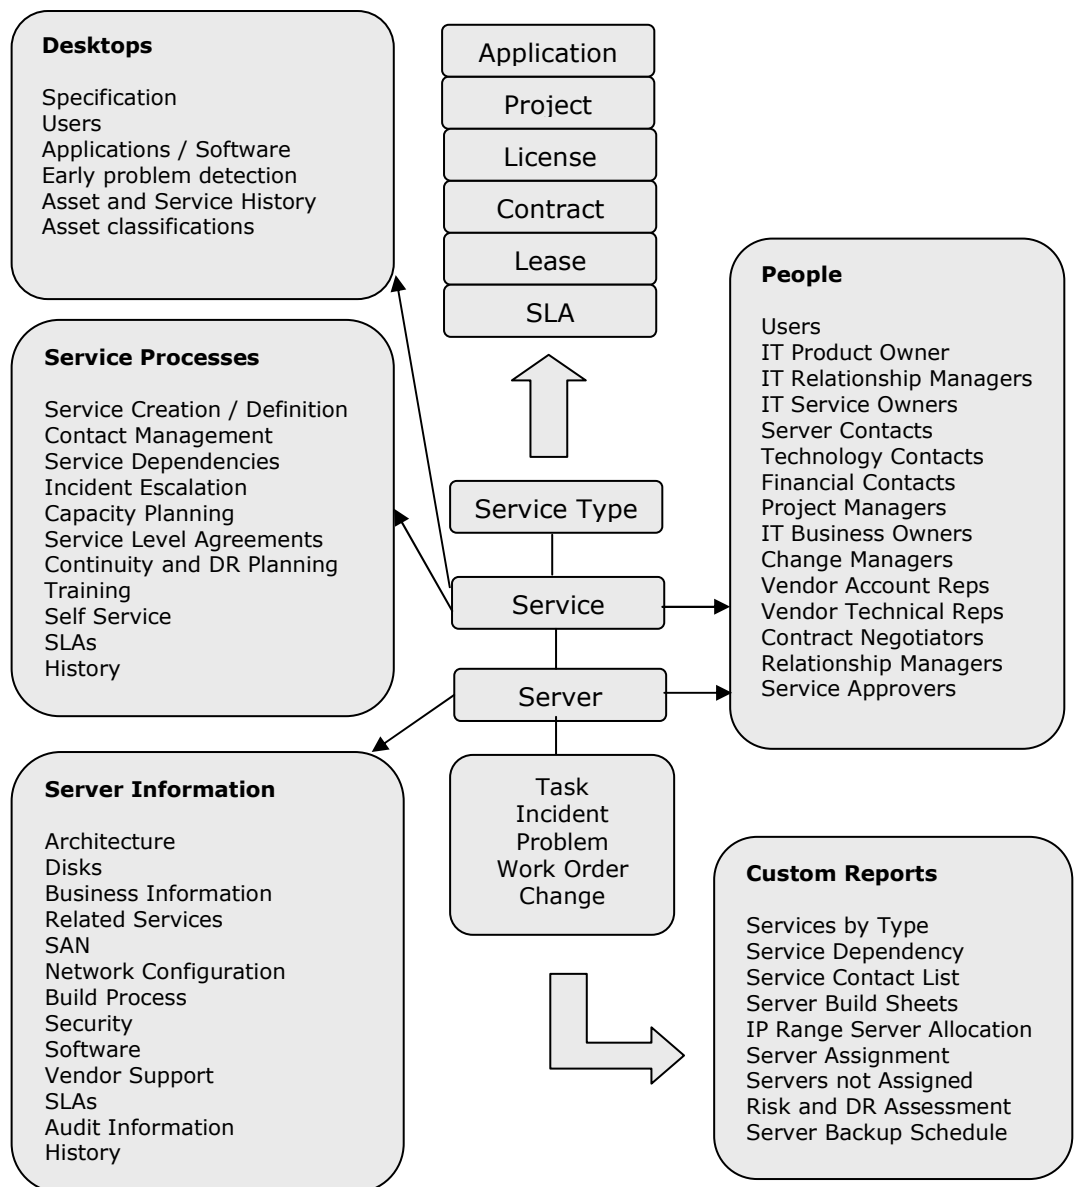 Desktops
Specification
Users
Applications / Software
Early problem detection
Asset and Service History
Asset classifications
Application
Project
License
Contract
Lease
SLA
Service Processes
Service Creation / Definition
Contact Management
Service Dependencies
Incident Escalation
Capacity Planning
Service Level Agreements
Continuity and DR Planning
Training
Self Service
SLAs
History
People
Users
IT Product Owner
IT Relationship Managers
IT Service Owners
Server Contacts
Technology Contacts
Financial Contacts
Project Managers
IT Business Owners
Change Managers
Vendor Account Reps
Vendor Technical Reps
Contract Negotiators
Relationship Managers
Service Approvers
Service Type
Service
Server
Task
Incident
Problem
Work Order
Change
Server Information
Architecture
Disks
Business Information
Related Services
SAN
Network Configuration
Build Process
Security
Software
Vendor Support
SLAs
Audit Information
History
Custom Reports
Services by Type
Service Dependency
Service Contact List
Server Build Sheets
IP Range Server Allocation
Server Assignment
Servers not Assigned
Risk and DR Assessment
Server Backup Schedule